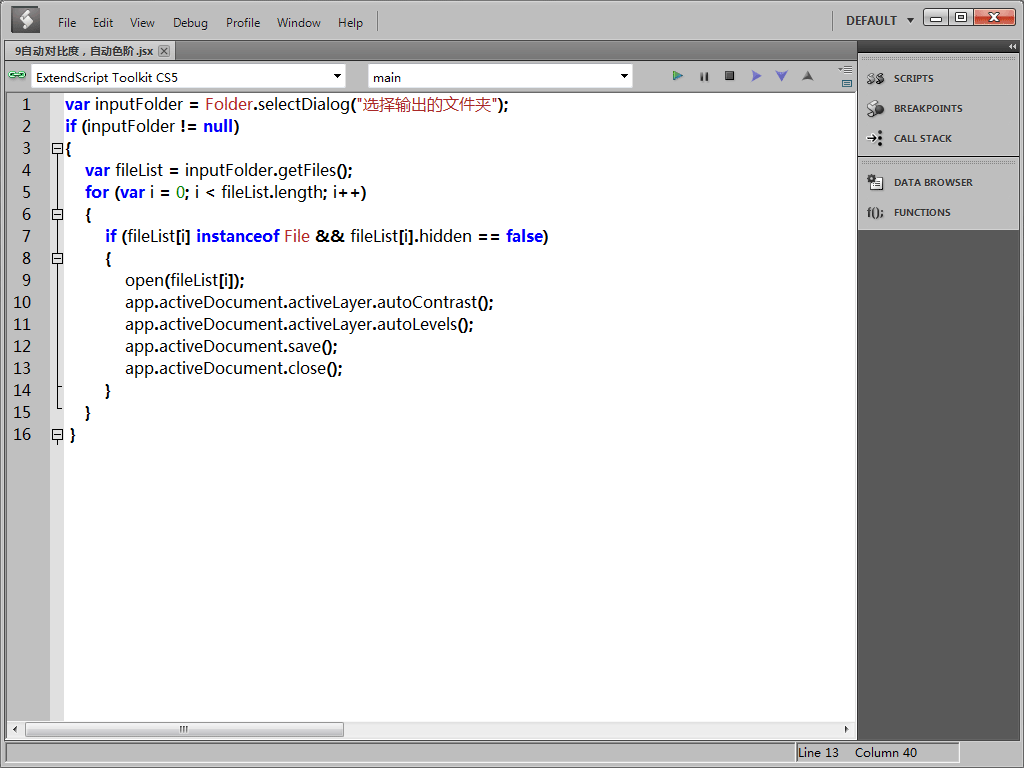 File Edit View Debug Profile Window Help DEFAULT
9自动对比度，自动色阶.jsx
ExtendScript Toolkit CS5 main
1 var inputFolder = Folder.selectDialog("选择输出的文件夹");
2 if (inputFolder != null)
3 {
4 var fileList = inputFolder.getFiles();
5 for (var i = 0; i < fileList.length; i++)
6 {
7 if (fileList[i] instanceof File && fileList[i].hidden == false)
8 {
9 open(fileList[i]);
10 app.activeDocument.activeLayer.autoContrast();
11 app.activeDocument.activeLayer.autoLevels();
12 app.activeDocument.save();
13 app.activeDocument.close();
14 }
15 }
16 }
SCRIPTS
BREAKPOINTS
CALL STACK
DATA BROWSER
f(); FUNCTIONS
Line 13 Column 40